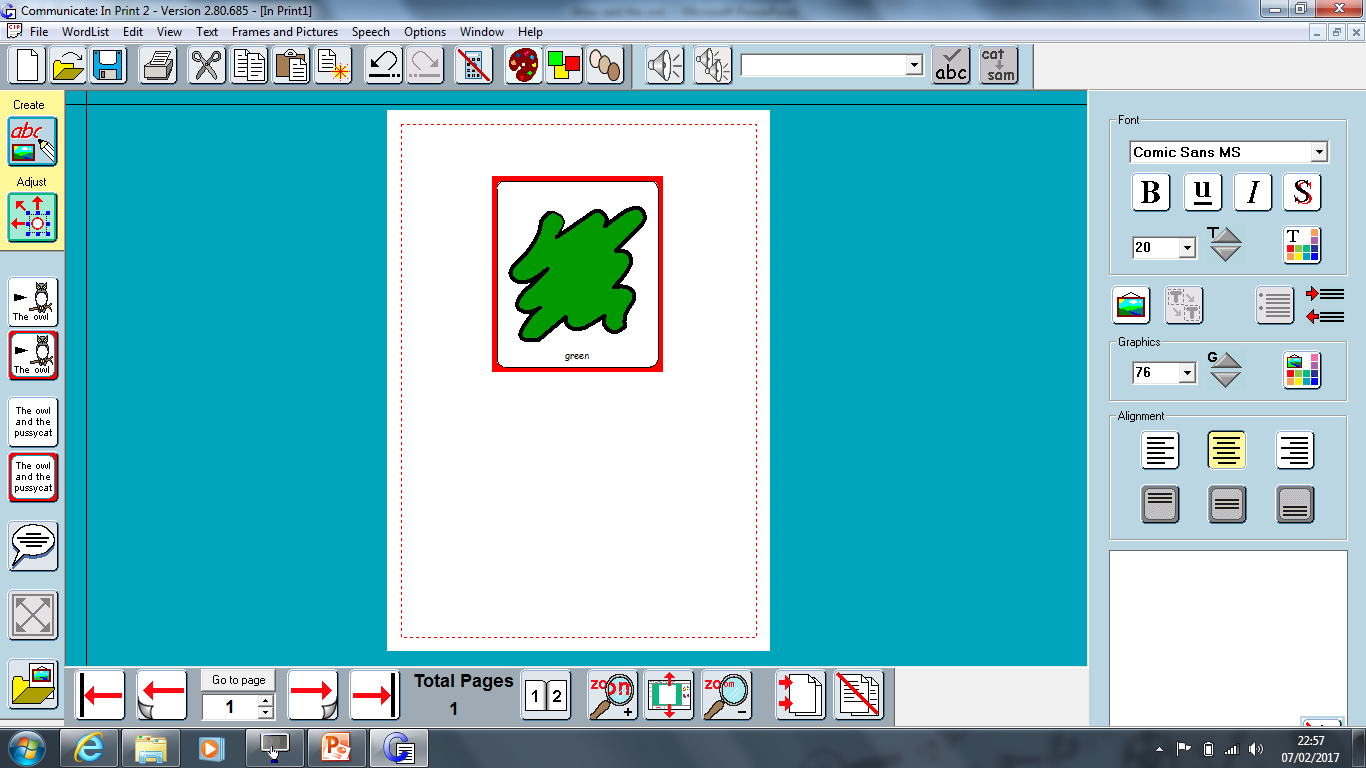 Communicate: In Print 2 - Version 2.80.685 - [In Print1]
File WordList Edit View Text Frames and Pictures Speech Options Window Help
abc
cat
sam
Create
abc
Adjust
The owl
The owl
The owl
and the
pussycat
The owl
and the
pussycat
green
Font
Comic Sans MS
B u I S
20
T
T
Graphics
76
G
Alignment
Go to page
1
Total Pages
1
1 2
zoom +
zoom -
22:57
07/02/2017